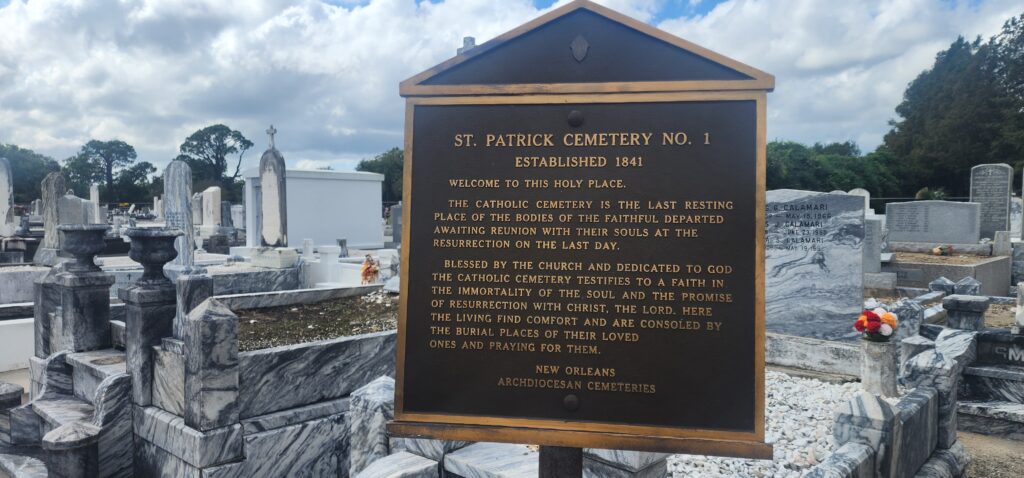 ST. PATRICK CEMETERY NO. 1
ESTABLISHED 1841
WELCOME TO THIS HOLY PLACE.
THE CATHOLIC CEMETERY IS THE LAST RESTING
PLACE OF THE BODIES OF THE FAITHFUL DEPARTED
AWAITING REUNION WITH THEIR SOULS AT THE
RESURRECTION ON THE LAST DAY.
BLESSED BY THE CHURCH AND DEDICATED TO GOD
THE CATHOLIC CEMETERY TESTIFIES TO A FAITH IN
THE IMMORTALITY OF THE SOUL AND THE PROMISE
OF RESURRECTION WITH CHRIST, THE LORD. HERE
THE LIVING FIND COMFORT AND ARE CONSOLED BY
THE BURIAL PLACES OF THEIR LOVED
ONES AND PRAYING FOR THEM.
NEW ORLEANS
ARCHDIOCESAN CEMETERIES
CALAMARI
CALAMARI